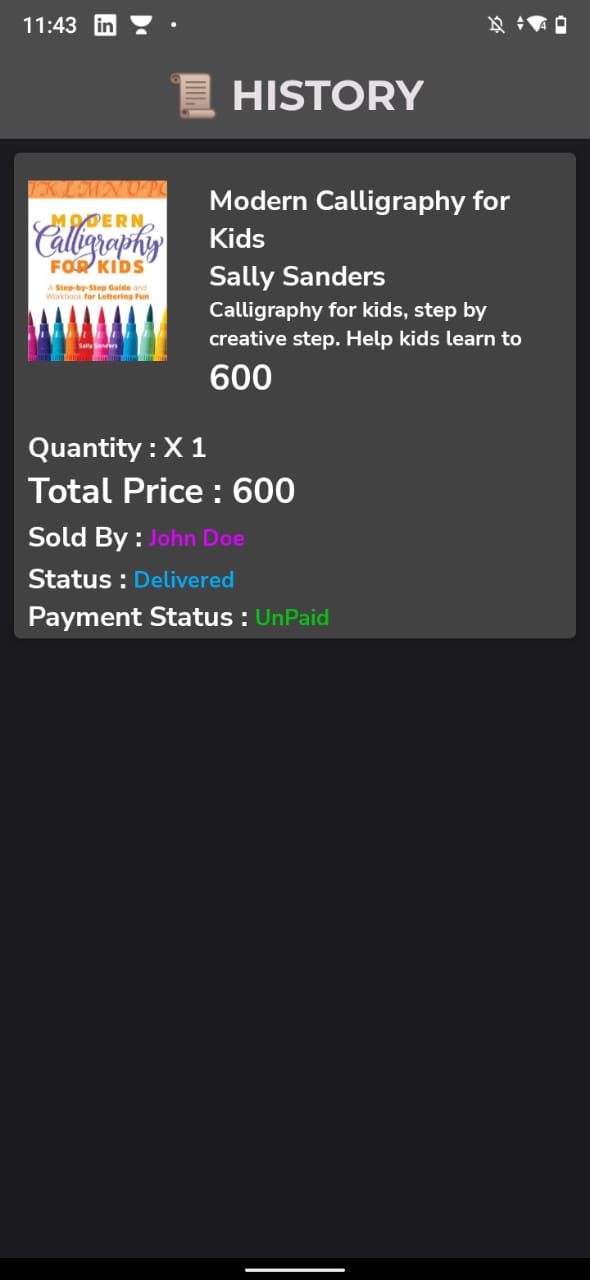 11:43
in
HISTORY
JKLMNOPQ
MODERN
Calligraphy
FOR KIDS
A Step-by-Step Guide and
Workbook for Lettering Fun
Sally Sanders
Modern Calligraphy for
Kids
Sally Sanders
Calligraphy for kids, step by
creative step. Help kids learn to
600
Quantity : X 1
Total Price : 600
Sold By : John Doe
Status : Delivered
Payment Status : UnPaid